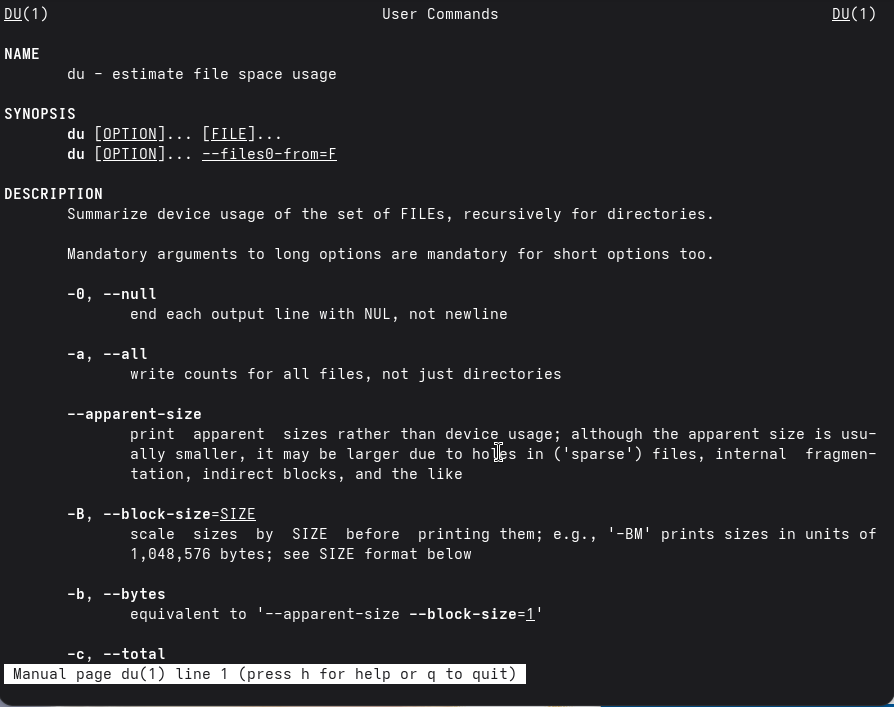 DU(1) User Commands DU(1)
NAME
du - estimate file space usage
SYNOPSIS
du [OPTION]... [FILE]...
du [OPTION]... --files0-from=F
DESCRIPTION
Summarize device usage of the set of FILEs, recursively for directories.
Mandatory arguments to long options are mandatory for short options too.
-0, --null
end each output line with NUL, not newline
-a, --all
write counts for all files, not just directories
--apparent-size
print apparent sizes rather than device usage; although the apparent size is usu-
ally smaller, it may be larger due to holes in ('sparse') files, internal fragmen-
tation, indirect blocks, and the like
-B, --block-size=SIZE
scale sizes by SIZE before printing them; e.g., '-BM' prints sizes in units of
1,048,576 bytes; see SIZE format below
-b, --bytes
equivalent to '--apparent-size --block-size=1'
-c, --total
Manual page du(1) line 1 (press h for help or q to quit)